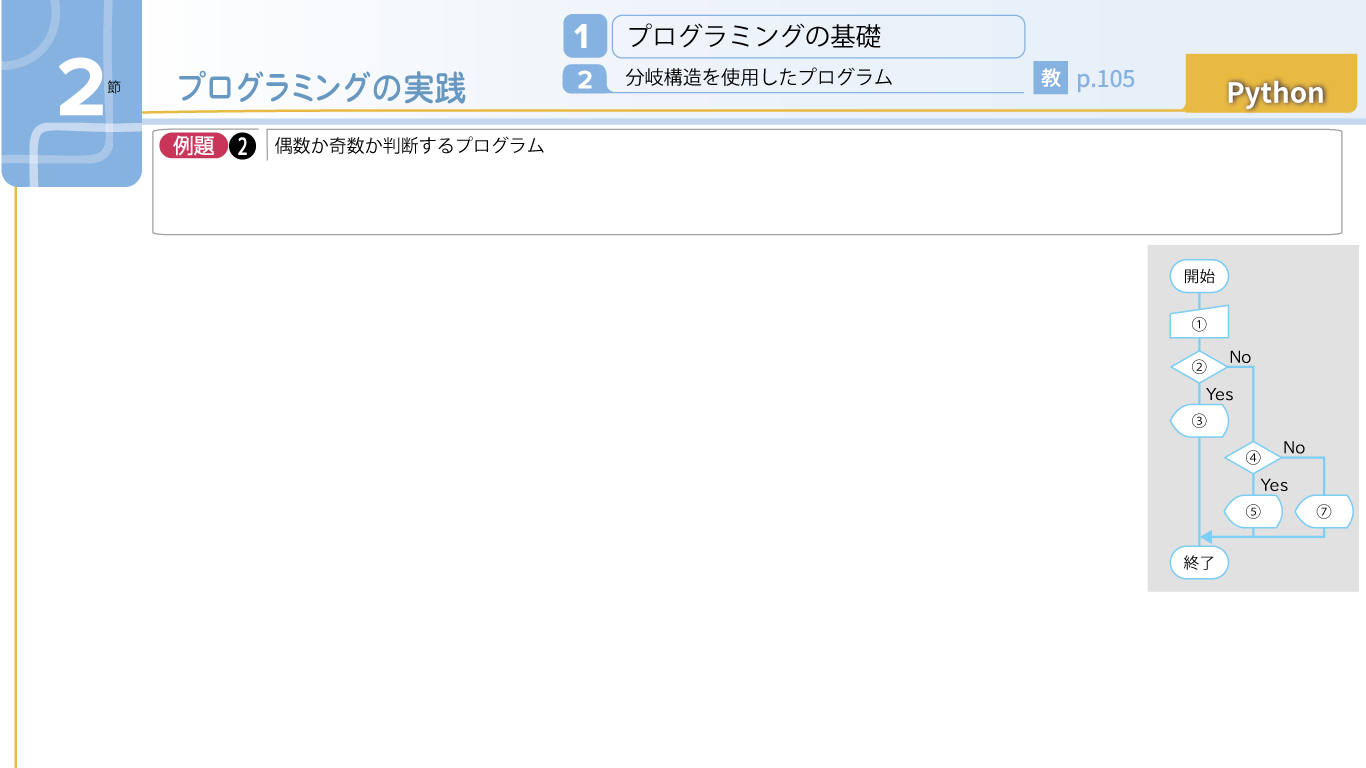 2節
プログラミングの実践
1 プログラミングの基礎
2 分岐構造を使用したプログラム
教 p.105
Python
例題 2 偶数か奇数か判断するプログラム
開始
①
② No
Yes
③
④ No
Yes
⑤ ⑦
終了